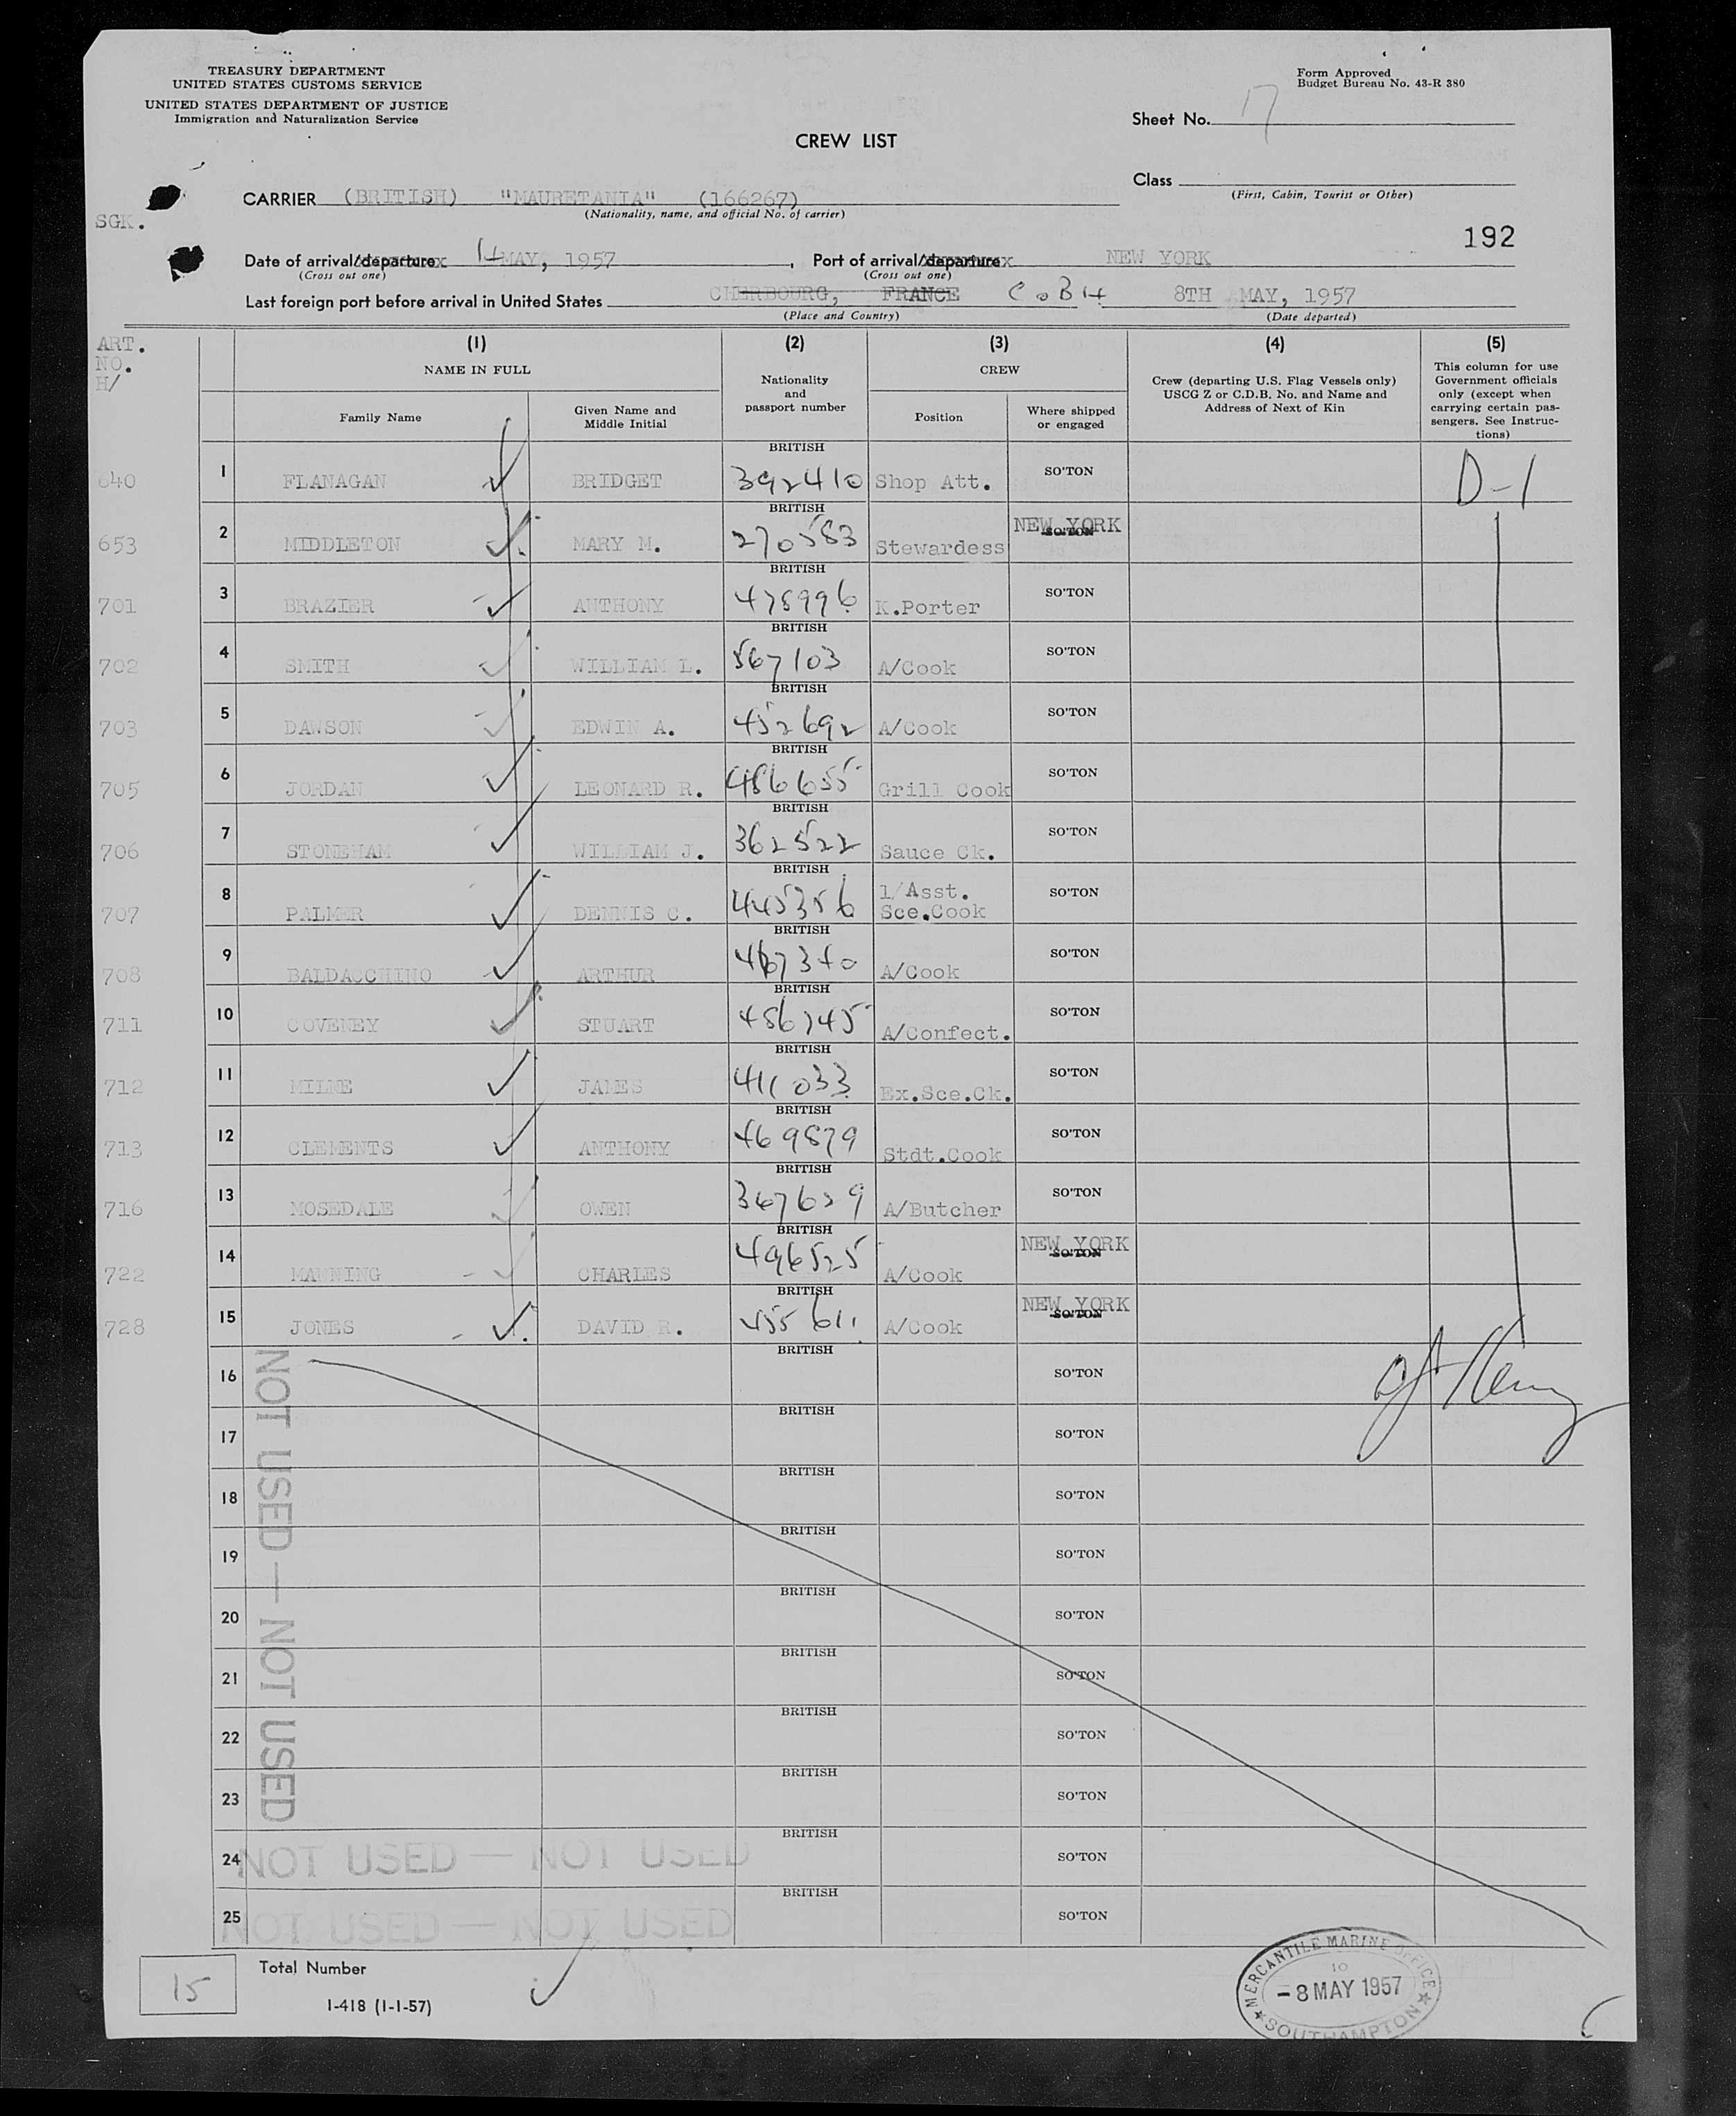 TREASURY DEPARTMENT
UNITED STATES CUSTOMS SERVICE
UNITED STATES DEPARTMENT OF JUSTICE
Immigration and Naturalization Service
Form Approved
Budget Bureau No. 43-R 380
Sheet No. 17
CREW LIST
Class
(First, Cabin, Tourist or Other)
CARRIER (BRITISH) "MAURETANIA" (166267)
(Nationality, name, and official No. of carrier)
SGK.
192
Date of arrival/departure 14 MAY, 1957, Port of arrival/departure NEW YORK
(Cross out one) (Cross out one)
Last foreign port before arrival in United States CHERBOURG, FRANCE COBH 8TH MAY, 1957
(Place and Country) (Date departed)
ART. NO. H/
(1) (2) (3) (4) (5)
NAME IN FULL
Family Name
Given Name and Middle Initial
Nationality and passport number
CREW
Position
Where shipped or engaged
Crew (departing U.S. Flag Vessels only)
USCG Z or C.D.B. No. and Name and
Address of Next of Kin
This column for use
Government officials
only (except when
carrying certain pas-
sengers. See Instruc-
tions)
640 1 FLANAGAN BRIDGET BRITISH 392410 Shop Att. SO'TON D-1
653 2 MIDDLETON MARY M. BRITISH 270583 Stewardess NEW YORK SO'TON
701 3 BRAZIER ANTHONY BRITISH 478996 K.Porter SO'TON
702 4 SMITH WILLIAM L. BRITISH 567103 A/Cook SO'TON
703 5 DAWSON EDWIN A. BRITISH 452692 A/Cook SO'TON
705 6 JORDAN LEONARD R. BRITISH 486655 Grill Cook SO'TON
706 7 STONEHAM WILLIAM J. BRITISH 362522 Sauce Ck. SO'TON
707 8 PALMER DENNIS C. BRITISH 445356 1/Asst. Sce.Cook SO'TON
708 9 BALDACCHINO ARTHUR BRITISH 467340 A/Cook SO'TON
711 10 COVENEY STUART BRITISH 486745 A/Confect. SO'TON
712 11 MILNE JAMES BRITISH 411033 Ex.Sce.Ck. SO'TON
713 12 CLEMENTS ANTHONY BRITISH 469879 Stdt.Cook SO'TON
716 13 MOSEDALE OWEN BRITISH 367659 A/Butcher SO'TON
722 14 MANNING CHARLES BRITISH 496525 A/Cook NEW YORK SO'TON
728 15 JONES DAVID R. BRITISH 455611 A/Cook NEW YORK SO'TON
16 BRITISH SO'TON
17 BRITISH SO'TON
18 BRITISH SO'TON
19 BRITISH SO'TON
20 BRITISH SO'TON
21 BRITISH SO'TON
22 BRITISH SO'TON
23 BRITISH SO'TON
24 BRITISH SO'TON
25 BRITISH SO'TON
NOT USED — NOT USED
NOT USED — NOT USED
NOT USED — NOT USED
15 Total Number
I-418 (1-1-57)
MERCANTILE MARINE OFFICE
10
- 8 MAY 1957
SOUTHAMPTON